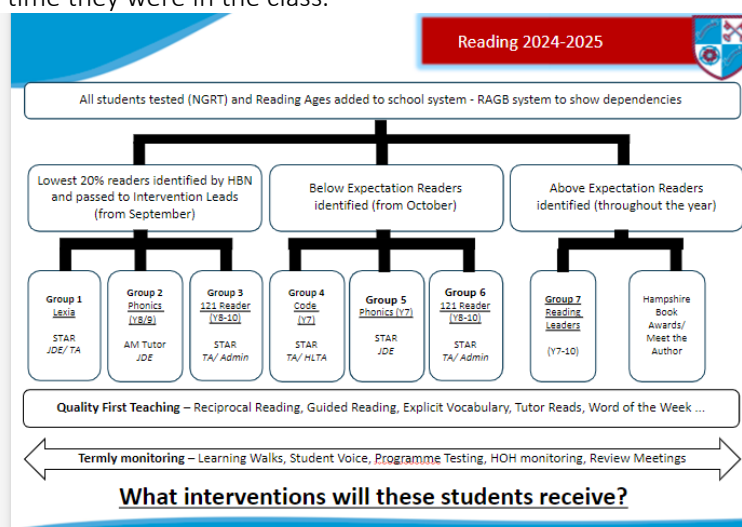 time they were in the class.
Reading 2024-2025
All students tested (NGRT) and Reading Ages added to school system - RAGB system to show dependencies
Lowest 20% readers identified by HBN
and passed to Intervention Leads
(from September)
Below Expectation Readers
identified (from October)
Above Expectation Readers
identified (throughout the year)
Group 1
Lexia
STAR
JDE/ TA
Group 2
Phonics
(Y8/9)
AM Tutor
JDE
Group 3
121 Reader
(Y8-10)
STAR
TA/ Admin
Group 4
Code
(Y7)
STAR
TA/ HLTA
Group 5
Phonics (Y7)
STAR
JDE
Group 6
121 Reader
(Y8-10)
STAR
TA/ Admin
Group 7
Reading
Leaders
(Y7-10)
Hampshire
Book
Awards/
Meet the
Author
Quality First Teaching – Reciprocal Reading, Guided Reading, Explicit Vocabulary, Tutor Reads, Word of the Week ...
Termly monitoring – Learning Walks, Student Voice, Programme Testing, HOH monitoring, Review Meetings
What interventions will these students receive?